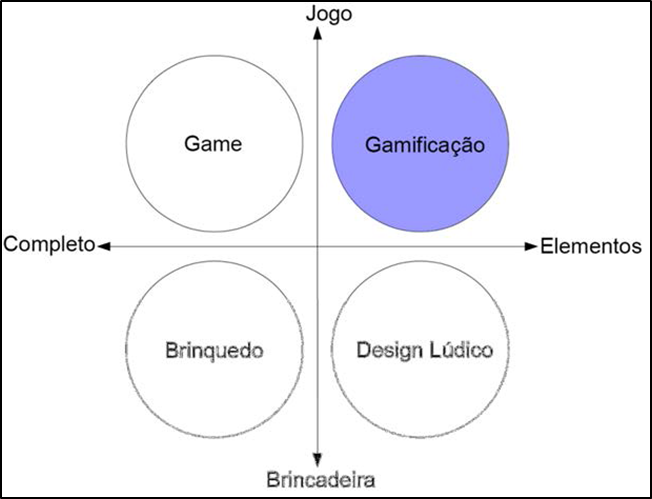 Jogo
Game
Gamificação
Completo
Elementos
Brinquedo
Design Lúdico
Brincadeira